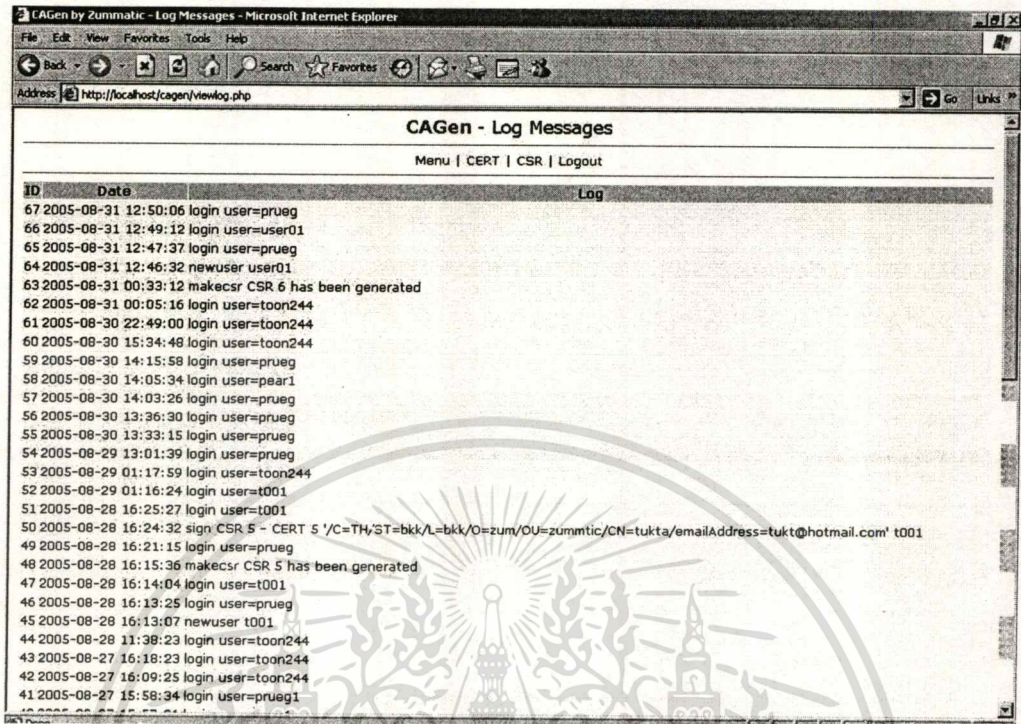 CAGen by Zummatic - Log Messages - Microsoft Internet Explorer
File Edit View Favorites Tools Help
Back Search Favorites
Address http://localhost/cagen/viewlog.php Go Links »
CAGen - Log Messages
Menu | CERT | CSR | Logout
ID Date Log
67 2005-08-31 12:50:06 login user=prueg
66 2005-08-31 12:49:12 login user=user01
65 2005-08-31 12:47:37 login user=prueg
64 2005-08-31 12:46:32 newuser user01
63 2005-08-31 00:33:12 makecsr CSR 6 has been generated
62 2005-08-31 00:05:16 login user=toon244
61 2005-08-30 22:49:00 login user=toon244
60 2005-08-30 15:34:48 login user=toon244
59 2005-08-30 14:15:58 login user=prueg
58 2005-08-30 14:05:34 login user=pear1
57 2005-08-30 14:03:26 login user=prueg
56 2005-08-30 13:36:30 login user=prueg
55 2005-08-30 13:33:15 login user=prueg
54 2005-08-29 13:01:39 login user=prueg
53 2005-08-29 01:17:59 login user=toon244
52 2005-08-29 01:16:24 login user=t001
51 2005-08-28 16:25:27 login user=t001
50 2005-08-28 16:24:32 sign CSR 5 - CERT 5 '/C=TH/ST=bkk/L=bkk/O=zum/OU=zummtic/CN=tukta/emailAddress=tukt@hotmail.com' t001
49 2005-08-28 16:21:15 login user=prueg
48 2005-08-28 16:15:36 makecsr CSR 5 has been generated
47 2005-08-28 16:14:04 login user=t001
46 2005-08-28 16:13:25 login user=prueg
45 2005-08-28 16:13:07 newuser t001
44 2005-08-28 11:38:23 login user=toon244
43 2005-08-27 16:18:23 login user=toon244
42 2005-08-27 16:09:25 login user=toon244
41 2005-08-27 15:58:34 login user=prueg1